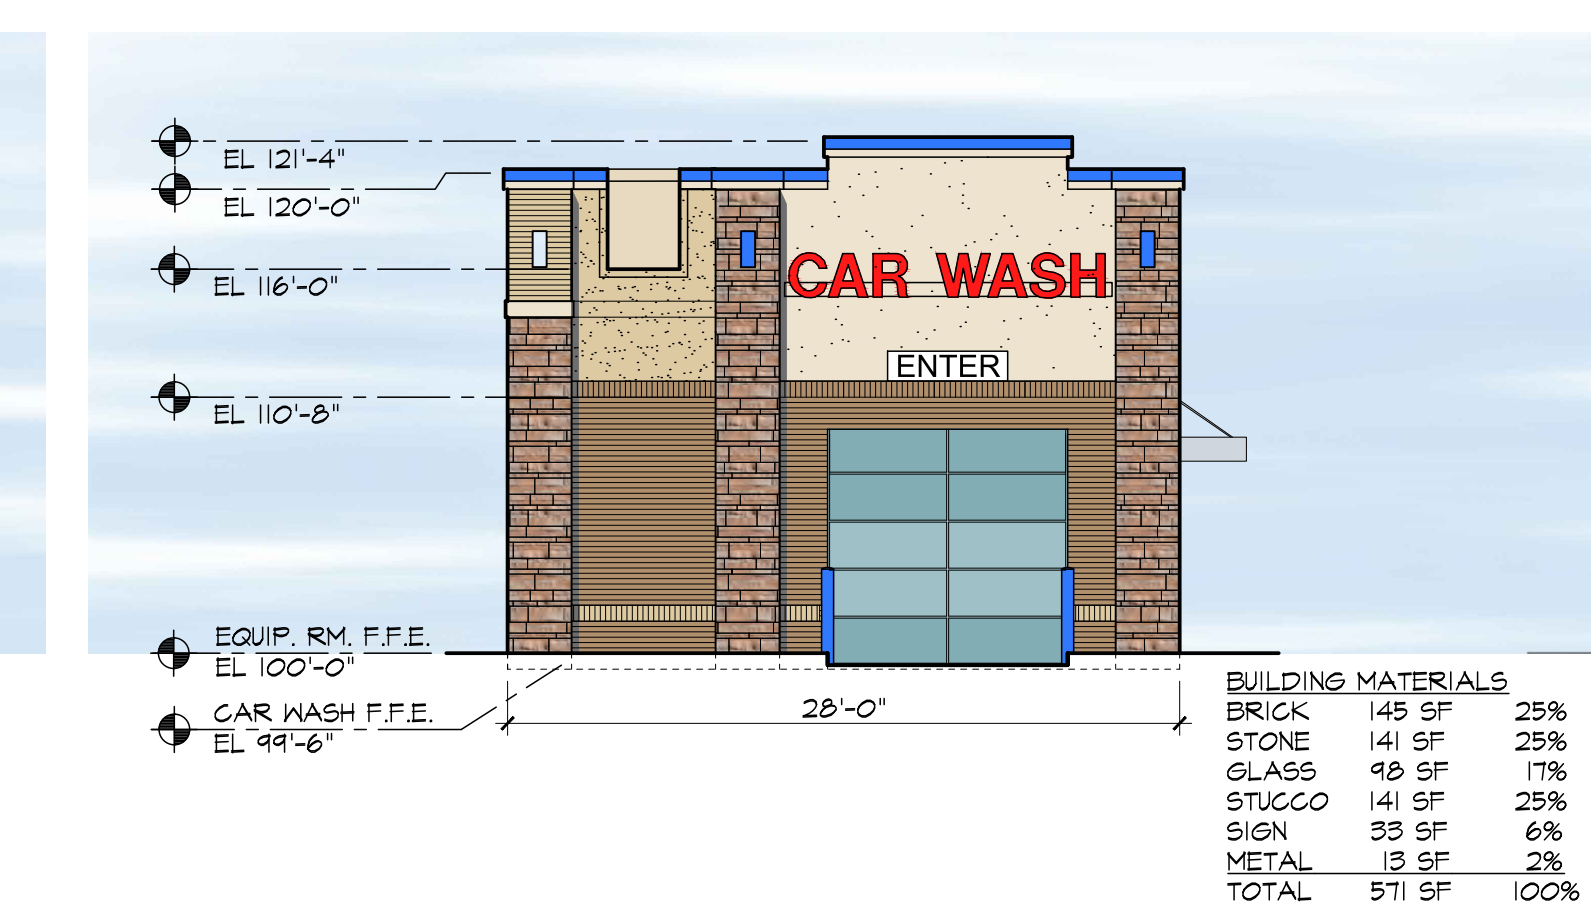 EL 121'-4"
EL 120'-0"
EL 116'-0"
CAR WASH
ENTER
EL 110'-8"
EQUIP. RM. F.F.E.
EL 100'-0"
CAR WASH F.F.E.
EL 99'-6"
28'-0"
BUILDING MATERIALS
BRICK 145 SF 25%
STONE 141 SF 25%
GLASS 98 SF 17%
STUCCO 141 SF 25%
SIGN 33 SF 6%
METAL 13 SF 2%
TOTAL 571 SF 100%